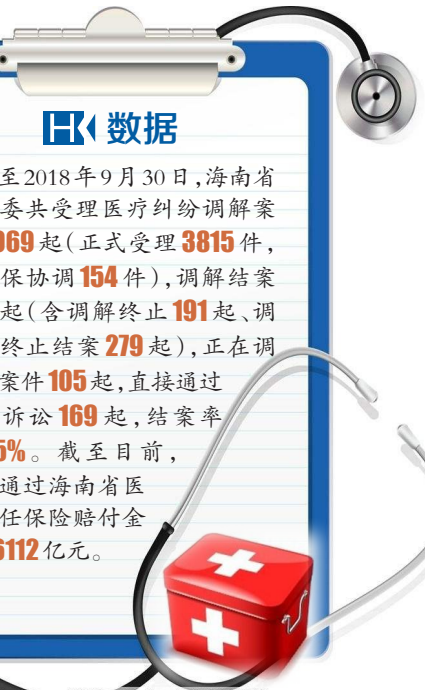 HK 数据
至2018年9月30日,海南省
委共受理医疗纠纷调解案
969起(正式受理3815件,
保协调154件),调解结案
起(含调解终止191起、调
终止结案279起),正在调
案件105起,直接通过
诉讼169起,结案率
5%。截至目前,
通过海南省医
任保险赔付金
6112亿元。